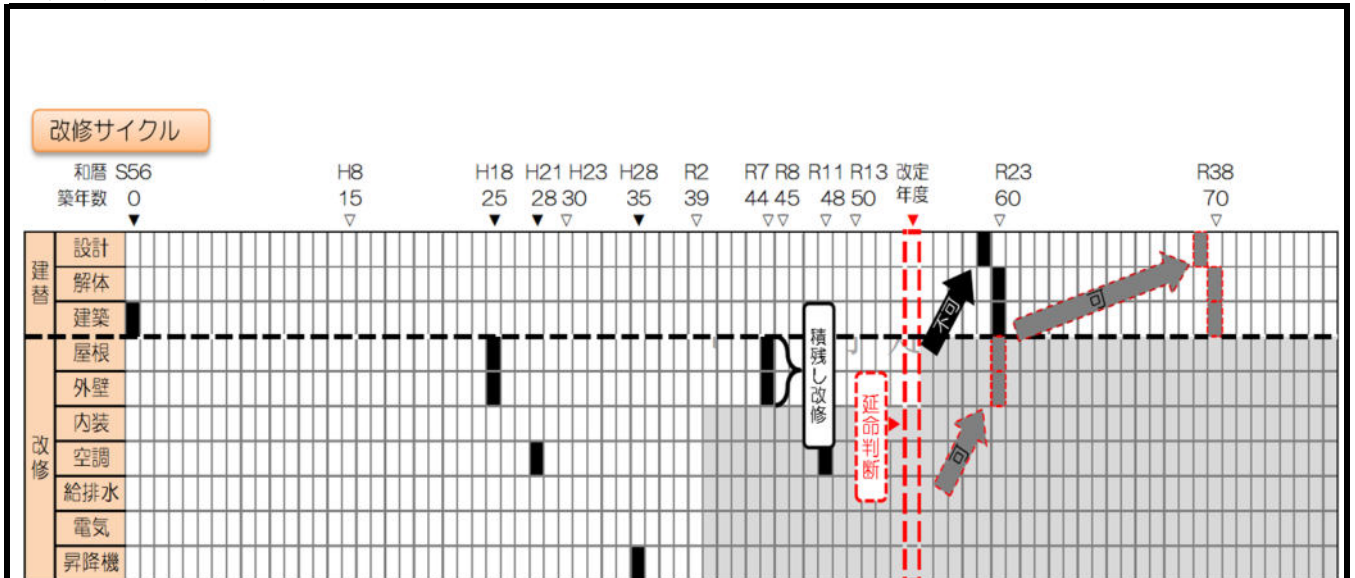 改修サイクル
和暦 S56 H8 H18 H21 H23 H28 R2 R7 R8 R11 R13 改定年度 R23 R38
築年数 0 15 25 28 30 35 39 44 45 48 50 60 70
建替
設計
解体
建築
改修
屋根
外壁
内装
空調
給排水
電気
昇降機
積残し改修
延命判断
不可
可
可